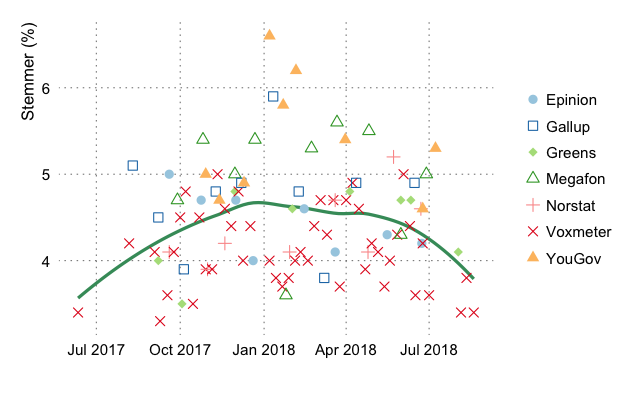 Stemmer (%)
6
5
4
Jul 2017
Oct 2017
Jan 2018
Apr 2018
Jul 2018
Epinion
Gallup
Greens
Megafon
Norstat
Voxmeter
YouGov